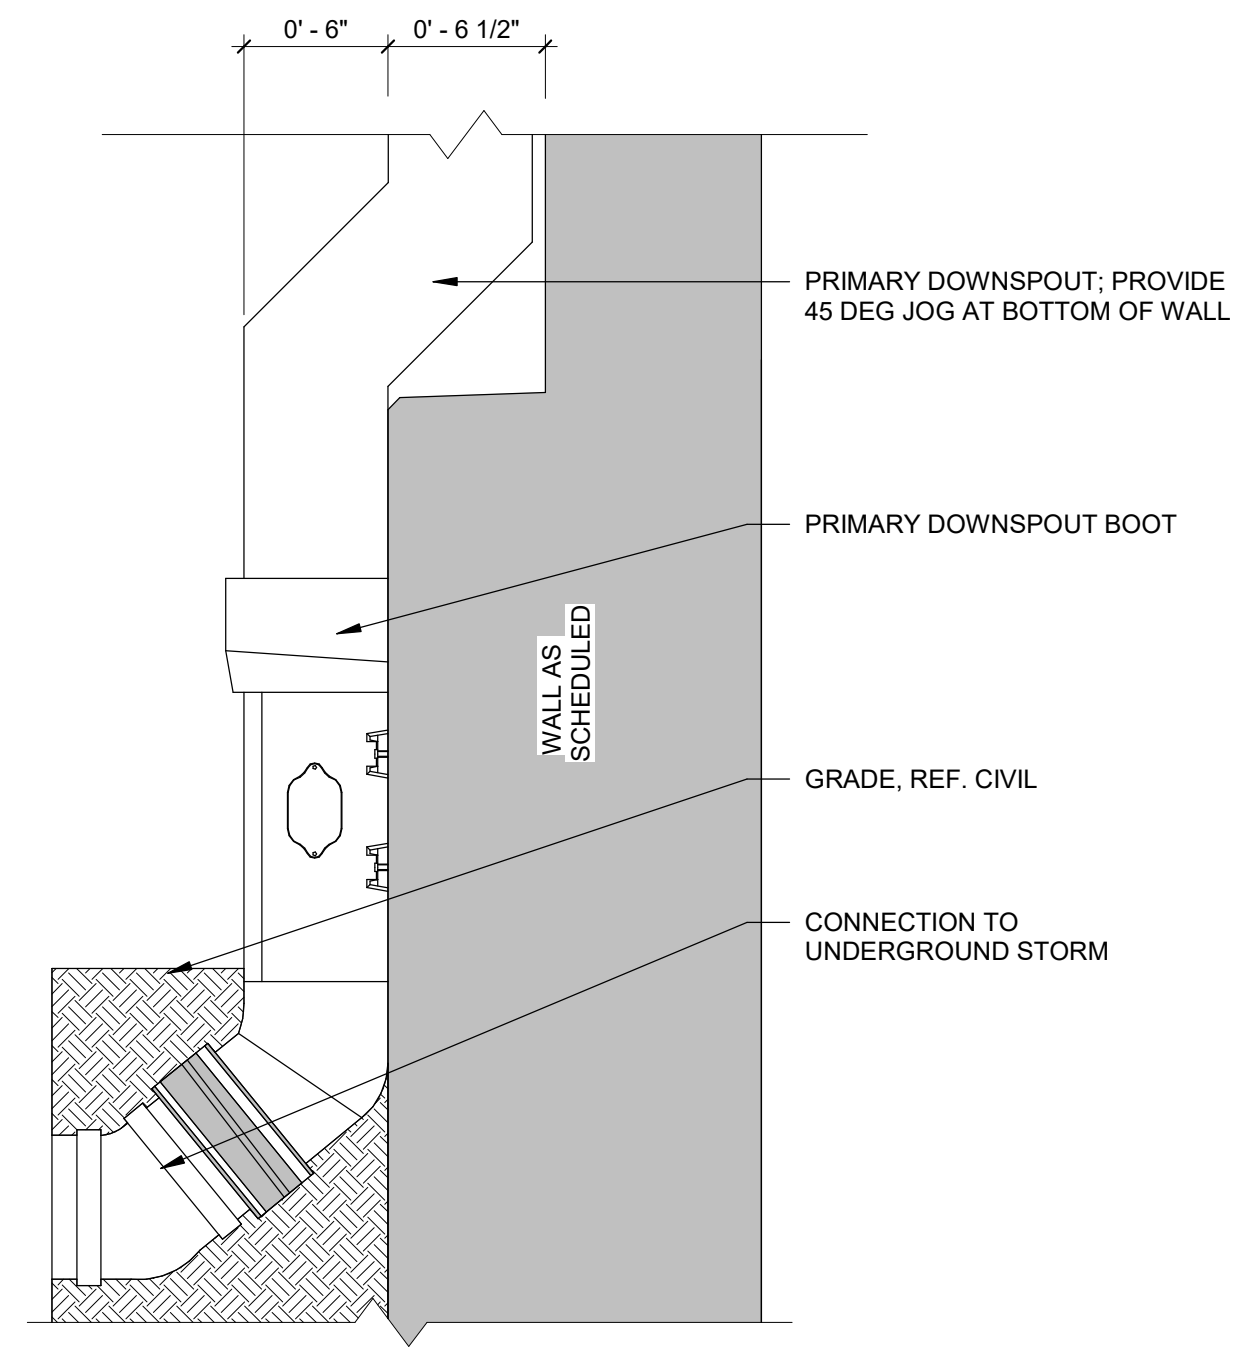 0' - 6"
0' - 6 1/2"
PRIMARY DOWNSPOUT; PROVIDE
45 DEG JOG AT BOTTOM OF WALL
PRIMARY DOWNSPOUT BOOT
WALL AS
SCHEDULED
GRADE, REF. CIVIL
CONNECTION TO
UNDERGROUND STORM